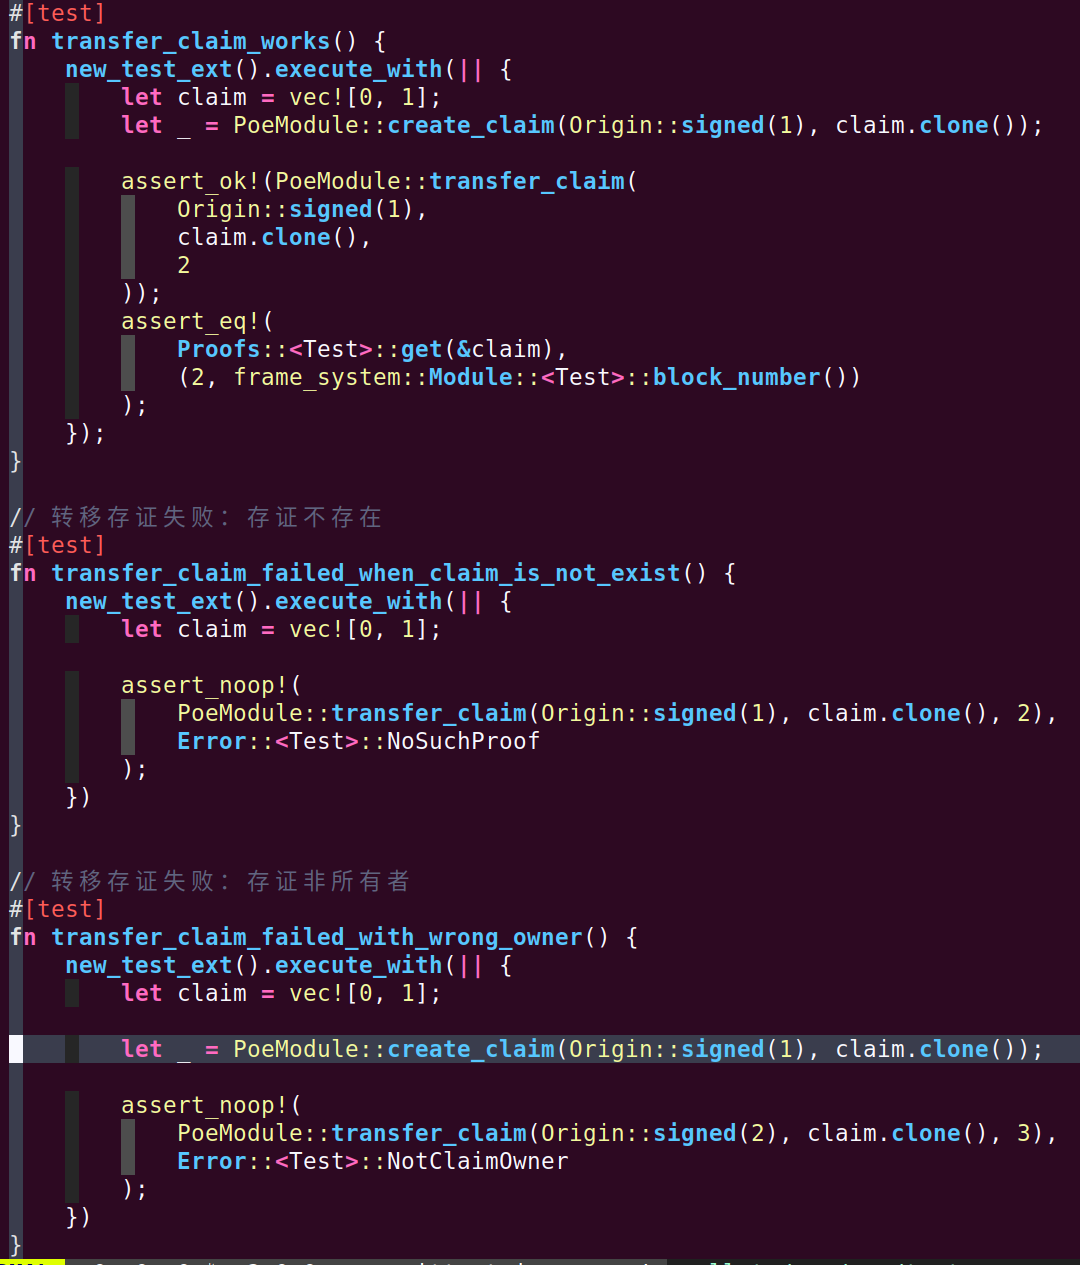 #[test]
fn transfer_claim_works() {
    new_test_ext().execute_with(|| {
        let claim = vec![0, 1];
        let _ = PoeModule::create_claim(Origin::signed(1), claim.clone());

        assert_ok!(PoeModule::transfer_claim(
            Origin::signed(1),
            claim.clone(),
            2
        ));
        assert_eq!(
            Proofs::<Test>::get(&claim),
            (2, frame_system::Module::<Test>::block_number())
        );
    });
}

// 转移存证失败：存证不存在
#[test]
fn transfer_claim_failed_when_claim_is_not_exist() {
    new_test_ext().execute_with(|| {
        let claim = vec![0, 1];

        assert_noop!(
            PoeModule::transfer_claim(Origin::signed(1), claim.clone(), 2),
            Error::<Test>::NoSuchProof
        );
    })
}

// 转移存证失败：存证非所有者
#[test]
fn transfer_claim_failed_with_wrong_owner() {
    new_test_ext().execute_with(|| {
        let claim = vec![0, 1];

        let _ = PoeModule::create_claim(Origin::signed(1), claim.clone());

        assert_noop!(
            PoeModule::transfer_claim(Origin::signed(2), claim.clone(), 3),
            Error::<Test>::NotClaimOwner
        );
    })
}